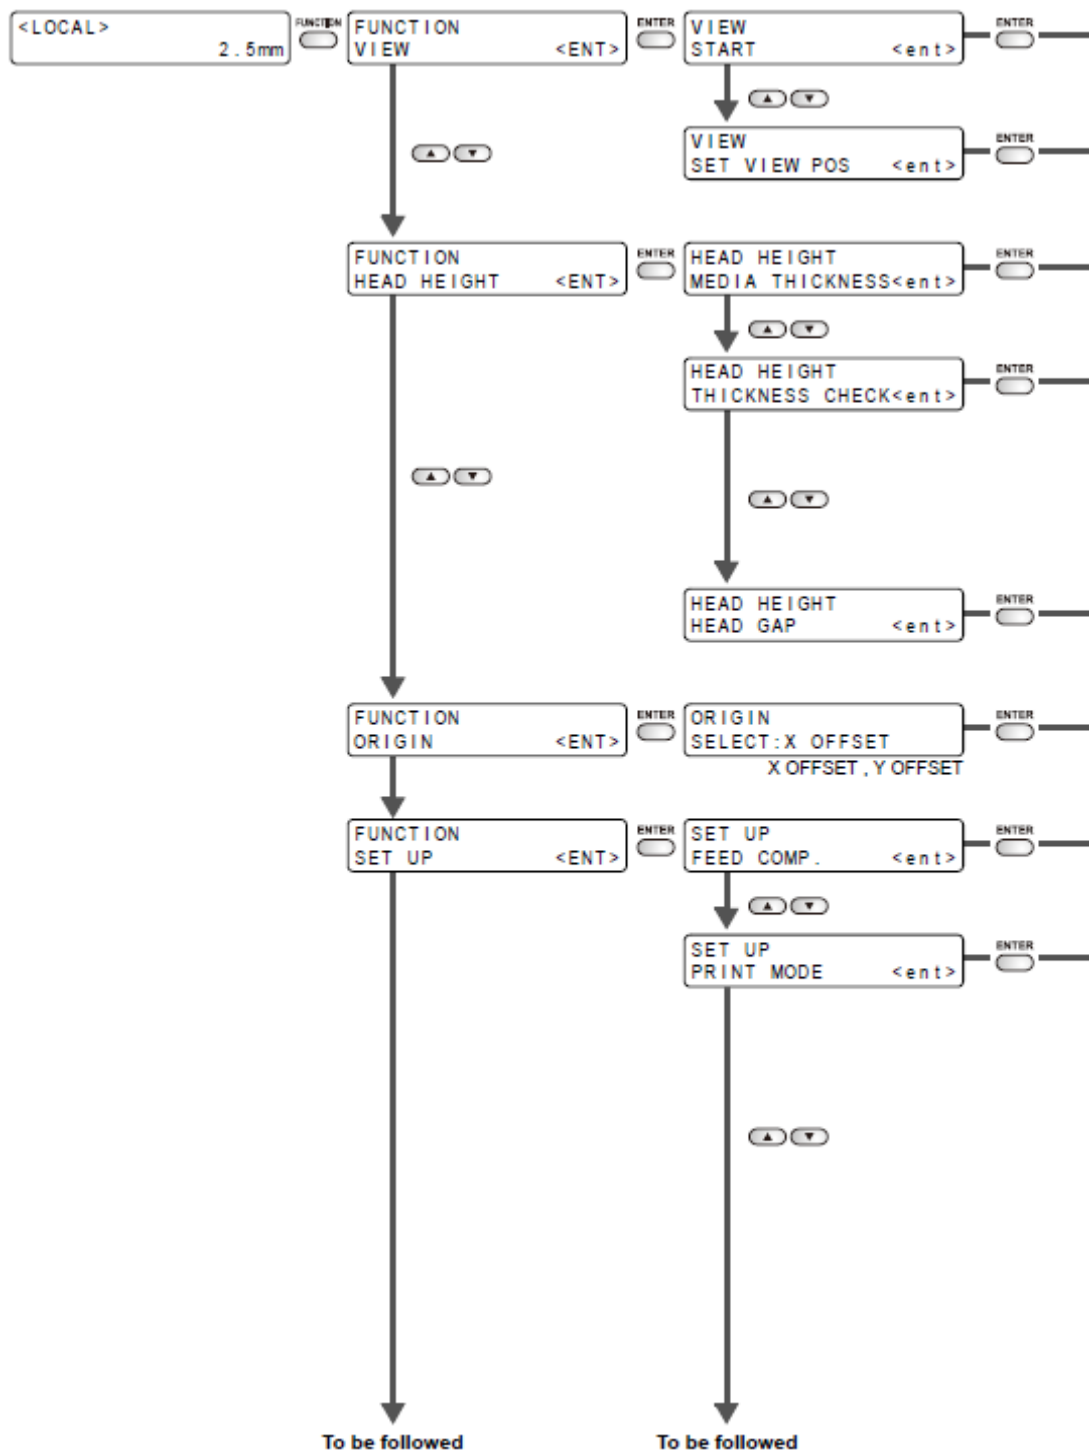 <LOCAL>
2.5mm
FUNCTION
FUNCTION
VIEW <ENT>
ENTER
VIEW
START <ent>
ENTER
VIEW
SET VIEW POS <ent>
ENTER
FUNCTION
HEAD HEIGHT <ENT>
ENTER
HEAD HEIGHT
MEDIA THICKNESS<ent>
ENTER
HEAD HEIGHT
THICKNESS CHECK<ent>
ENTER
HEAD HEIGHT
HEAD GAP <ent>
ENTER
FUNCTION
ORIGIN <ENT>
ENTER
ORIGIN
SELECT:X OFFSET
ENTER
X OFFSET , Y OFFSET
FUNCTION
SET UP <ENT>
ENTER
SET UP
FEED COMP. <ent>
ENTER
SET UP
PRINT MODE <ent>
ENTER
To be followed
To be followed